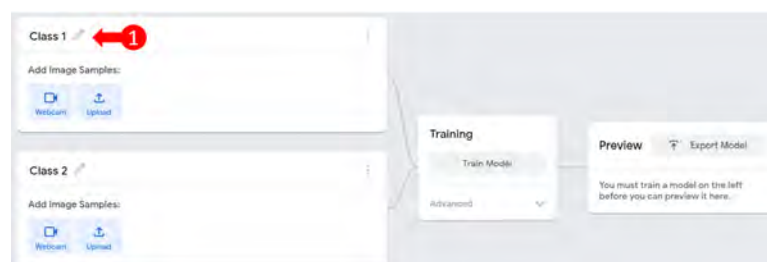 Class 1
1
Add Image Samples:
Webcam Upload
Class 2
Add Image Samples:
Webcam Upload
Training
Train Model
Advanced
Preview Export Model
You must train a model on the left
before you can preview it here.